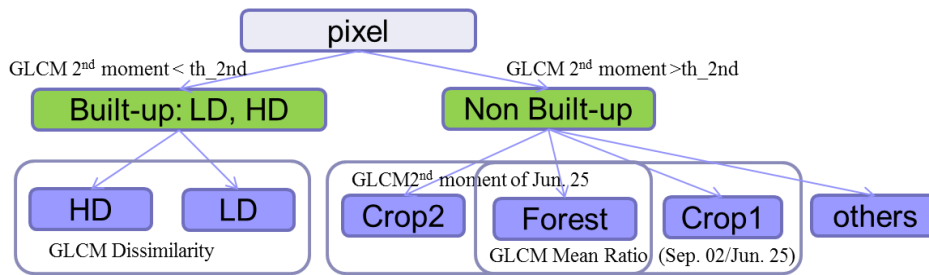 pixel
GLCM 2nd moment < th_2nd
GLCM 2nd moment >th_2nd
Built-up: LD, HD
Non Built-up
GLCM2nd moment of Jun. 25
HD
LD
Crop2
Forest
Crop1
others
GLCM Dissimilarity
GLCM Mean Ratio
(Sep. 02/Jun. 25)